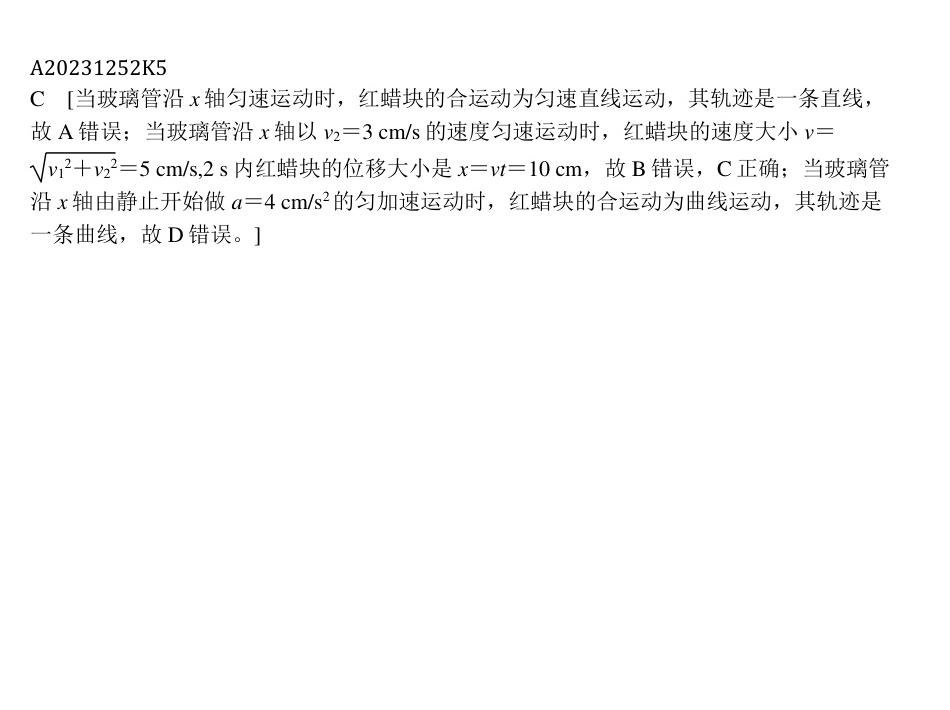 A20231252K5
C [当玻璃管沿 x 轴匀速运动时，红蜡块的合运动为匀速直线运动，其轨迹是一条直线，
故 A 错误；当玻璃管沿 x 轴以 v₂＝3 cm/s 的速度匀速运动时，红蜡块的速度大小 v＝
√(v₁²＋v₂²)＝5 cm/s,2 s 内红蜡块的位移大小是 x＝vt＝10 cm，故 B 错误，C 正确；当玻璃管
沿 x 轴由静止开始做 a＝4 cm/s² 的匀加速运动时，红蜡块的合运动为曲线运动，其轨迹是
一条曲线，故 D 错误。]